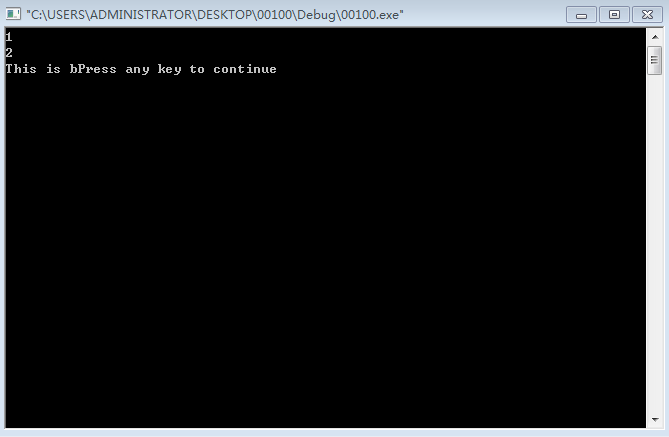 "C:\USERS\ADMINISTRATOR\DESKTOP\00100\Debug\00100.exe"
1
2
This is bPress any key to continue